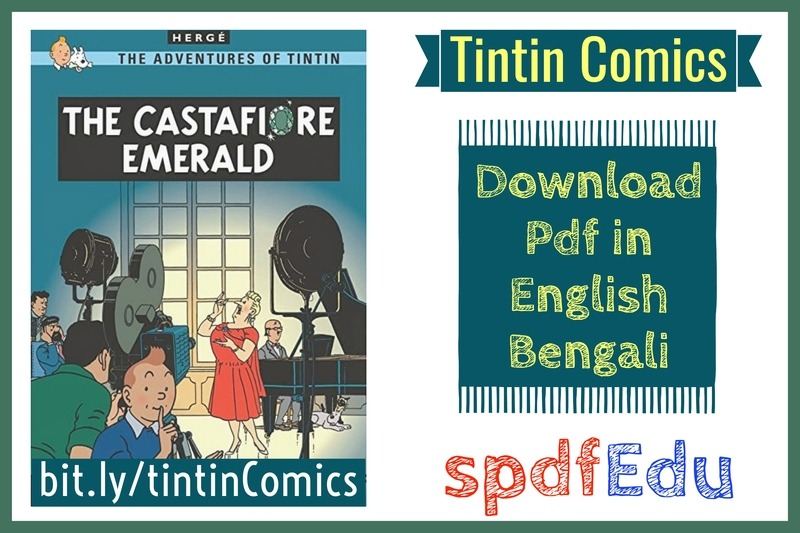 HERGÉ
THE ADVENTURES OF TINTIN
THE CASTAFIORE
EMERALD
bit.ly/tintinComics
Tintin Comics
Download
Pdf in
English
Bengali
spdfEdu